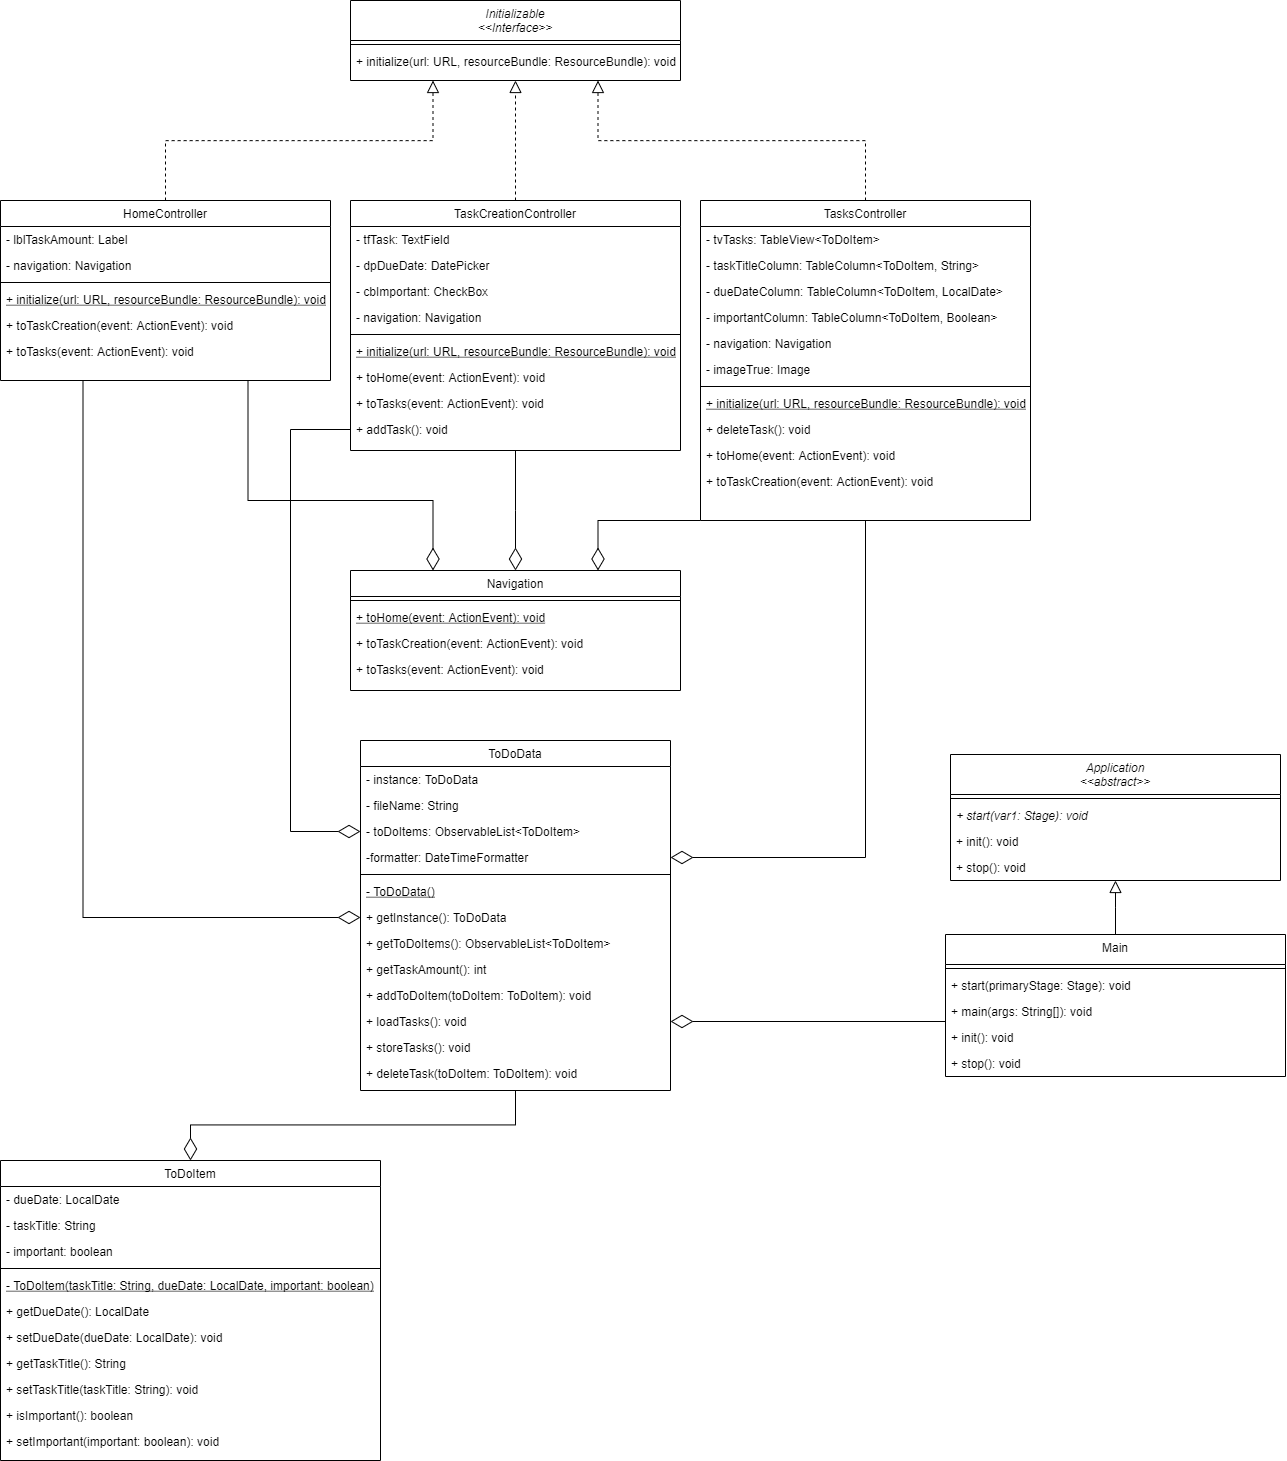 Initializable
<<Interface>>
+ initialize(url: URL, resourceBundle: ResourceBundle): void
HomeController
- lblTaskAmount: Label
- navigation: Navigation
+ initialize(url: URL, resourceBundle: ResourceBundle): void
+ toTaskCreation(event: ActionEvent): void
+ toTasks(event: ActionEvent): void
TaskCreationController
- tfTask: TextField
- dpDueDate: DatePicker
- cbImportant: CheckBox
- navigation: Navigation
+ initialize(url: URL, resourceBundle: ResourceBundle): void
+ toHome(event: ActionEvent): void
+ toTasks(event: ActionEvent): void
+ addTask(): void
TasksController
- tvTasks: TableView<ToDoItem>
- taskTitleColumn: TableColumn<ToDoItem, String>
- dueDateColumn: TableColumn<ToDoItem, LocalDate>
- importantColumn: TableColumn<ToDoItem, Boolean>
- navigation: Navigation
- imageTrue: Image
+ initialize(url: URL, resourceBundle: ResourceBundle): void
+ deleteTask(): void
+ toHome(event: ActionEvent): void
+ toTaskCreation(event: ActionEvent): void
Navigation
+ toHome(event: ActionEvent): void
+ toTaskCreation(event: ActionEvent): void
+ toTasks(event: ActionEvent): void
ToDoData
- instance: ToDoData
- fileName: String
- toDoItems: ObservableList<ToDoItem>
-formatter: DateTimeFormatter
- ToDoData()
+ getInstance(): ToDoData
+ getToDoItems(): ObservableList<ToDoItem>
+ getTaskAmount(): int
+ addToDoItem(toDoItem: ToDoItem): void
+ loadTasks(): void
+ storeTasks(): void
+ deleteTask(toDoItem: ToDoItem): void
Application
<<abstract>>
+ start(var1: Stage): void
+ init(): void
+ stop(): void
Main
+ start(primaryStage: Stage): void
+ main(args: String[]): void
+ init(): void
+ stop(): void
ToDoItem
- dueDate: LocalDate
- taskTitle: String
- important: boolean
- ToDoItem(taskTitle: String, dueDate: LocalDate, important: boolean)
+ getDueDate(): LocalDate
+ setDueDate(dueDate: LocalDate): void
+ getTaskTitle(): String
+ setTaskTitle(taskTitle: String): void
+ isImportant(): boolean
+ setImportant(important: boolean): void